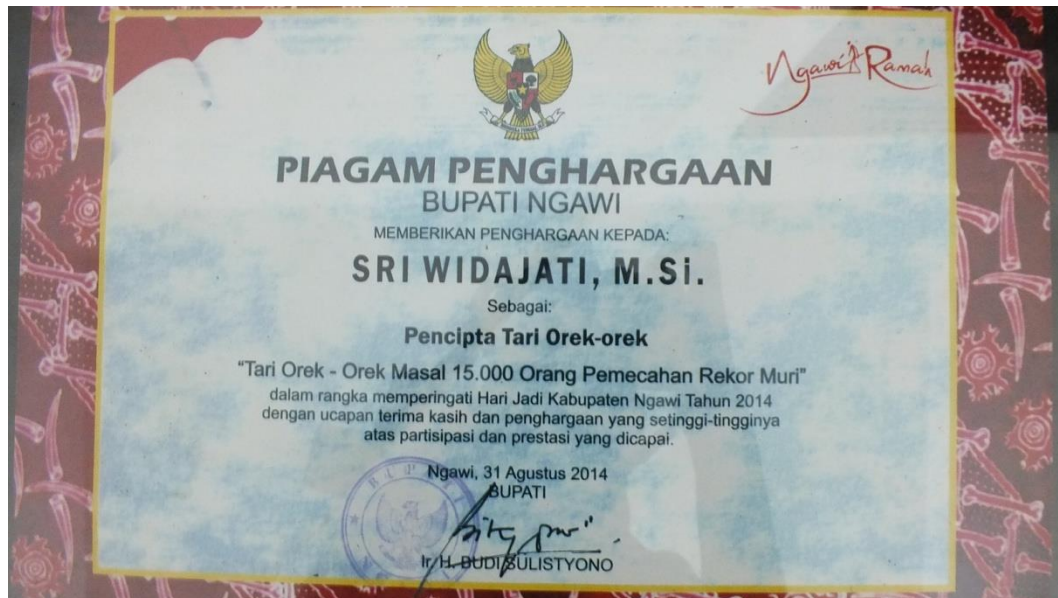 Ngawi Ramah
PIAGAM PENGHARGAAN
BUPATI NGAWI
MEMBERIKAN PENGHARGAAN KEPADA:
SRI WIDAJATI, M.Si.
Sebagai:
Pencipta Tari Orek-orek
"Tari Orek - Orek Masal 15.000 Orang Pemecahan Rekor Muri"
dalam rangka memperingati Hari Jadi Kabupaten Ngawi Tahun 2014
dengan ucapan terima kasih dan penghargaan yang setinggi-tingginya
atas partisipasi dan prestasi yang dicapai.
Ngawi, 31 Agustus 2014
BUPATI
Ir. H. BUDI SULISTYONO